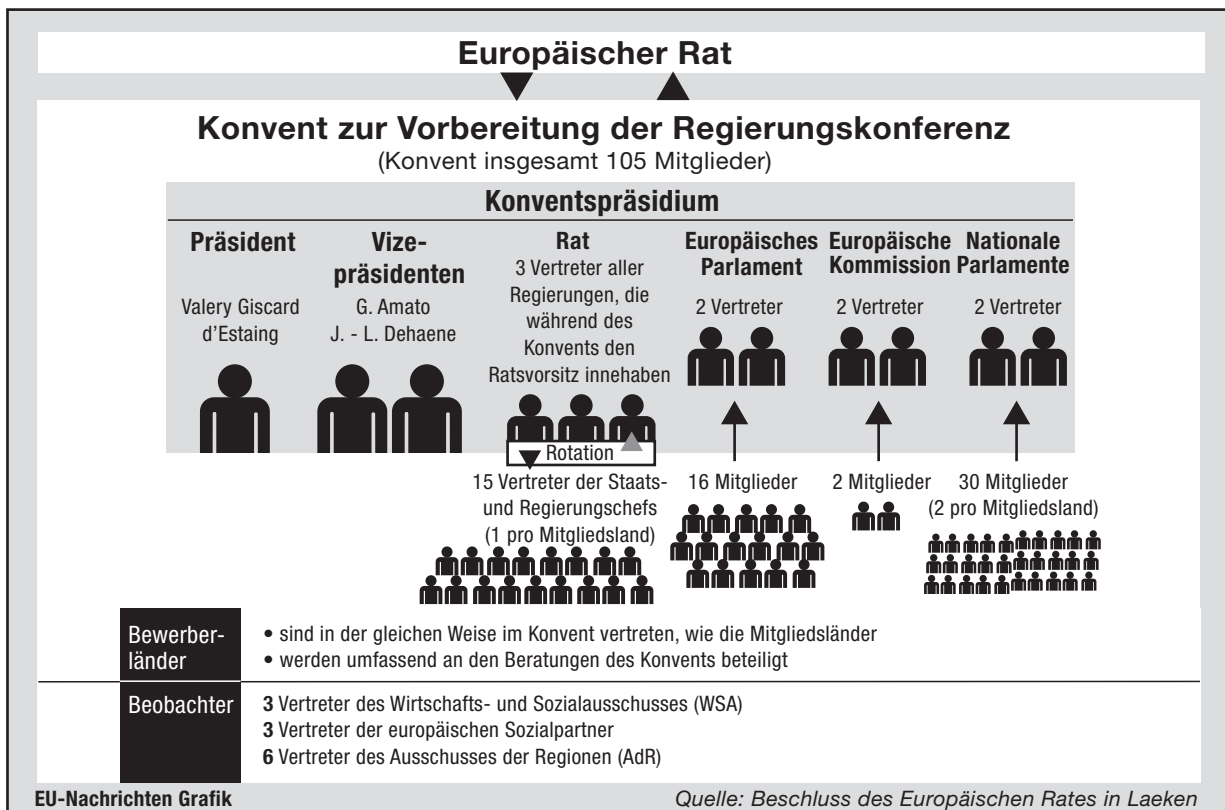 Europäischer Rat
Konvent zur Vorbereitung der Regierungskonferenz
(Konvent insgesamt 105 Mitglieder)
Konventspräsidium
Präsident
Valery Giscard
d'Estaing
Vize-
präsidenten
G. Amato
J. - L. Dehaene
Rat
3 Vertreter aller
Regierungen, die
während des
Konvents den
Ratsvorsitz innehaben
Europäisches
Parlament
2 Vertreter
Europäische
Kommission
2 Vertreter
Nationale
Parlamente
2 Vertreter
Rotation
15 Vertreter der Staats-
und Regierungschefs
(1 pro Mitgliedsland)
16 Mitglieder
2 Mitglieder
30 Mitglieder
(2 pro Mitgliedsland)
Bewerber-
länder
• sind in der gleichen Weise im Konvent vertreten, wie die Mitgliedsländer
• werden umfassend an den Beratungen des Konvents beteiligt
Beobachter
3 Vertreter des Wirtschafts- und Sozialausschusses (WSA)
3 Vertreter der europäischen Sozialpartner
6 Vertreter des Ausschusses der Regionen (AdR)
EU-Nachrichten Grafik
Quelle: Beschluss des Europäischen Rates in Laeken